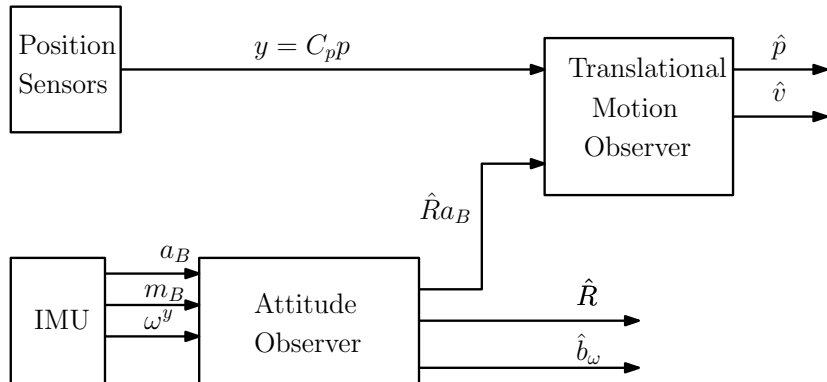 Position
Sensors
y = C_p p
Translational
Motion
Observer
p̂
v̂
R̂a_B
IMU
a_B
m_B
ω^y
Attitude
Observer
R̂
b̂_ω